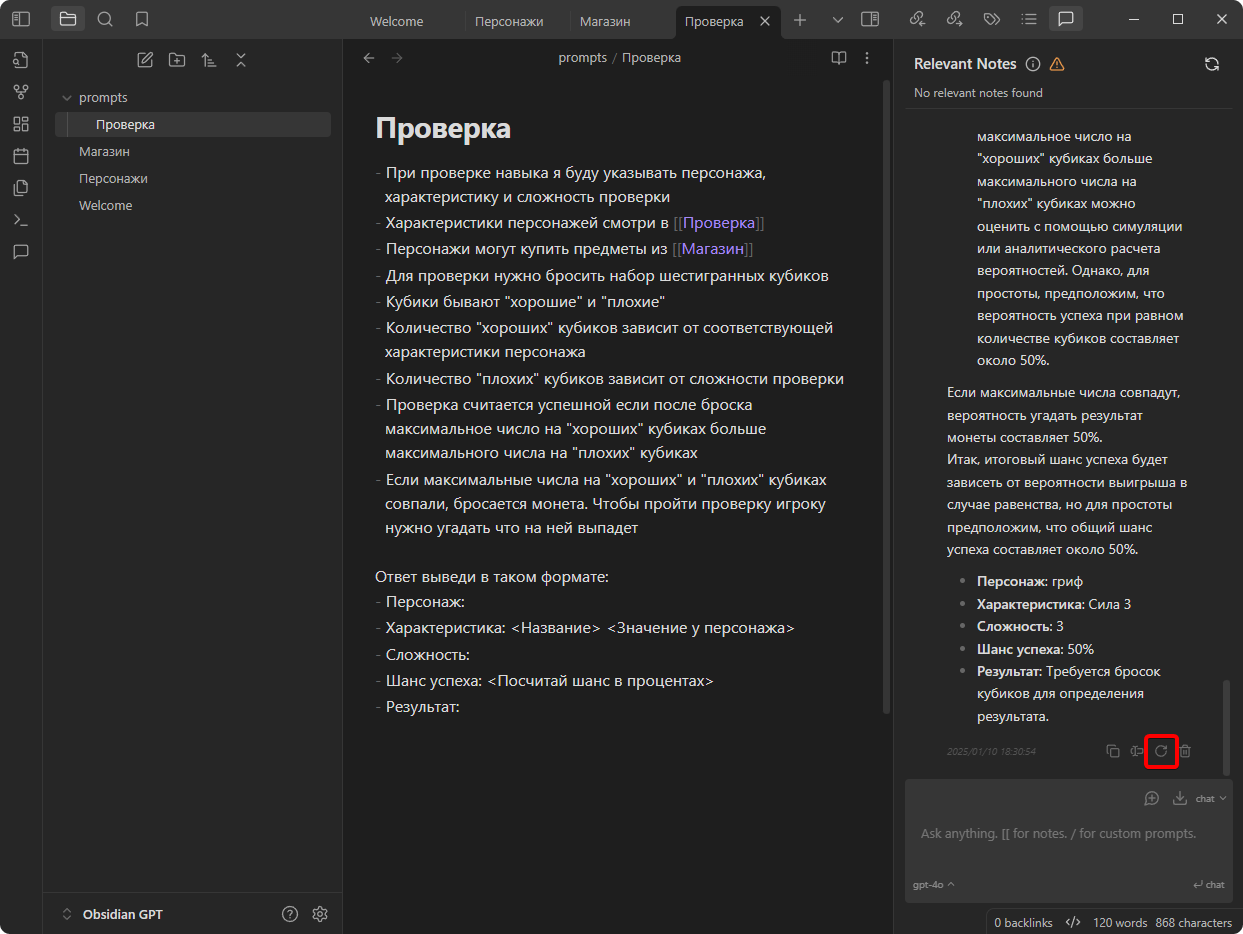 Welcome
Персонажи
Магазин
Проверка
prompts / Проверка
prompts
Проверка
Магазин
Персонажи
Welcome
Obsidian GPT
Проверка
- При проверке навыка я буду указывать персонажа,
характеристику и сложность проверки
- Характеристики персонажей смотри в [[Проверка]]
- Персонажи могут купить предметы из [[Магазин]]
- Для проверки нужно бросить набор шестигранных кубиков
- Кубики бывают "хорошие" и "плохие"
- Количество "хороших" кубиков зависит от соответствующей
характеристики персонажа
- Количество "плохих" кубиков зависит от сложности проверки
- Проверка считается успешной если после броска
максимальное число на "хороших" кубиках больше
максимального числа на "плохих" кубиках
- Если максимальные числа на "хороших" и "плохих" кубиках
совпали, бросается монета. Чтобы пройти проверку игроку
нужно угадать что на ней выпадет
Ответ выведи в таком формате:
- Персонаж:
- Характеристика: <Название> <Значение у персонажа>
- Сложность:
- Шанс успеха: <Посчитай шанс в процентах>
- Результат:
Relevant Notes
No relevant notes found
максимальное число на
"хороших" кубиках больше
максимального числа на
"плохих" кубиках можно
оценить с помощью симуляции
или аналитического расчета
вероятностей. Однако, для
простоты, предположим, что
вероятность успеха при равном
количестве кубиков составляет
около 50%.
Если максимальные числа совпадут,
вероятность угадать результат
монеты составляет 50%.
Итак, итоговый шанс успеха будет
зависеть от вероятности выигрыша в
случае равенства, но для простоты
предположим, что общий шанс
успеха составляет около 50%.
Персонаж: гриф
Характеристика: Сила 3
Сложность: 3
Шанс успеха: 50%
Результат: Требуется бросок
кубиков для определения
результата.
2025/01/10 18:30:54
chat
Ask anything. [[ for notes. / for custom prompts.
gpt-4o
chat
0 backlinks
120 words
868 characters